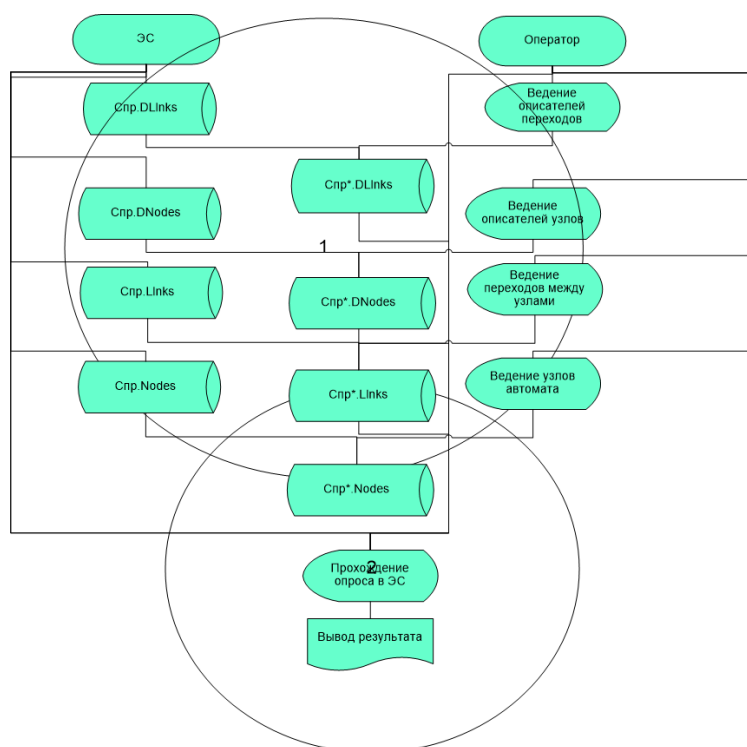 ЭС
Оператор
Спр.DLInks
Ведение
описателей
переходов
Спр*.DLInks
Спр.DNodes
Ведение
описателей узлов
1
Спр.LInks
Спр*.DNodes
Ведение
переходов между
узлами
Спр.Nodes
Спр*.LInks
Ведение узлов
автомата
Спр*.Nodes
Прохождение
опроса в ЭС
2
Вывод результата